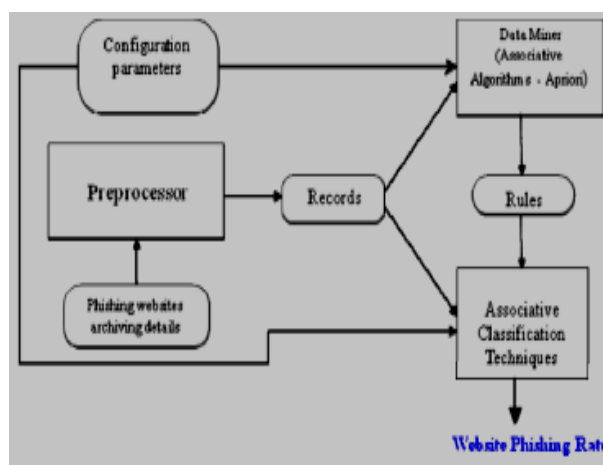 Configuration
parameters
Data Miner
(Associative
Algorithms - Apriori)
Preprocessor
Records
Rules
Phishing websites
archiving details
Associative
Classification
Techniques
Website Phishing Rate